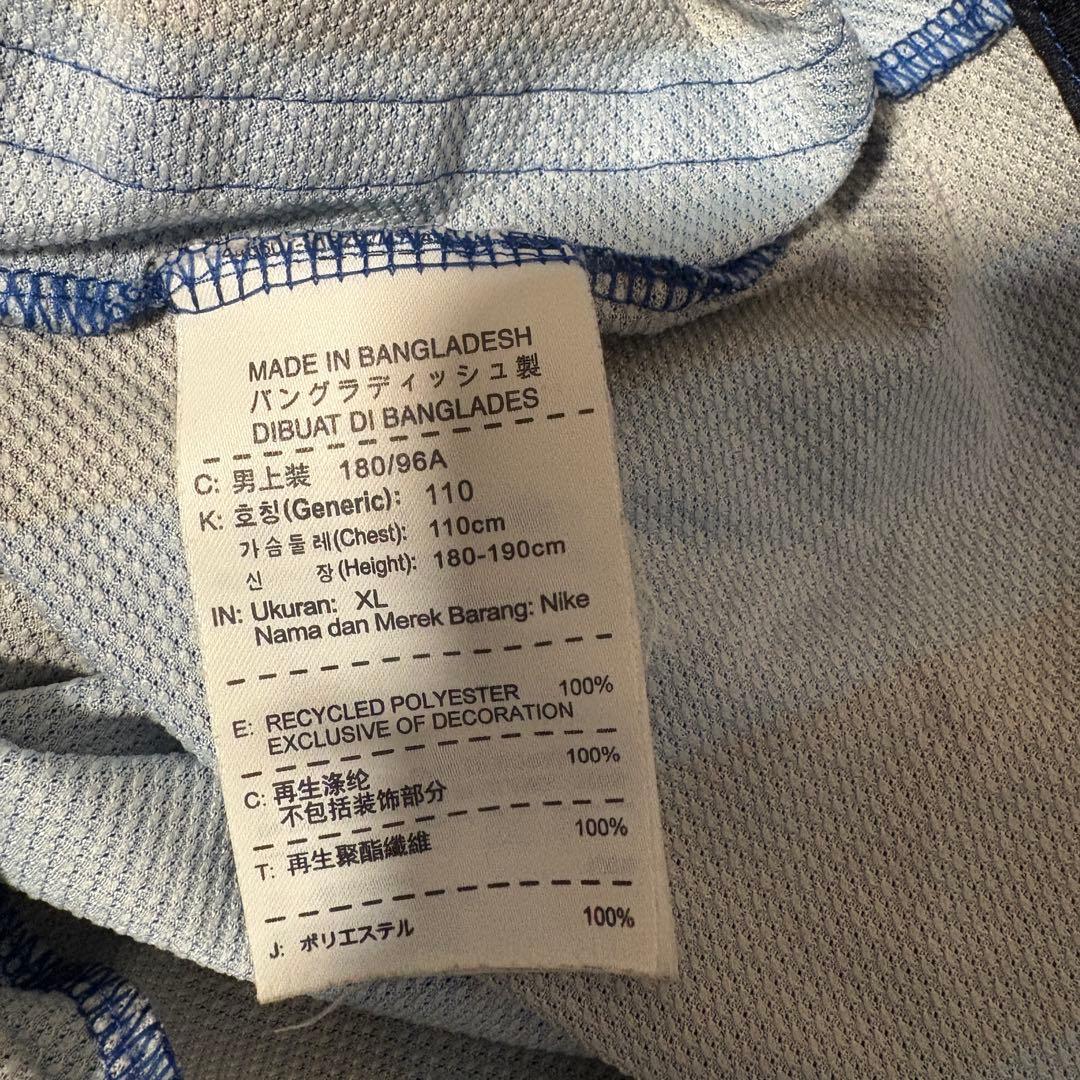 MADE IN BANGLADESH
バングラディッシュ製
DIBUAT DI BANGLADES
C: 男上装 180/96A
K: 호칭(Generic): 110
가슴둘레(Chest): 110cm
신 장(Height): 180-190cm
IN: Ukuran: XL
Nama dan Merek Barang: Nike
E: RECYCLED POLYESTER 100%
EXCLUSIVE OF DECORATION
C: 再生涤纶 100%
不包括装饰部分
T: 再生聚酯纖維 100%
J: ポリエステル 100%